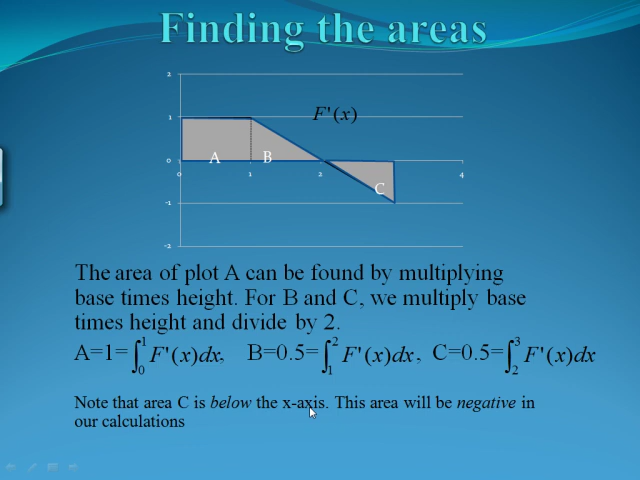 Finding the areas
2
F'(x)
1
A B
0
0 1 2 4
C
-1
-2
The area of plot A can be found by multiplying
base times height. For B and C, we multiply base
times height and divide by 2.
A=1=∫₀¹F'(x)dx, B=0.5=∫₁²F'(x)dx, C=0.5=∫₂³F'(x)dx
Note that area C is below the x-axis. This area will be negative in
our calculations